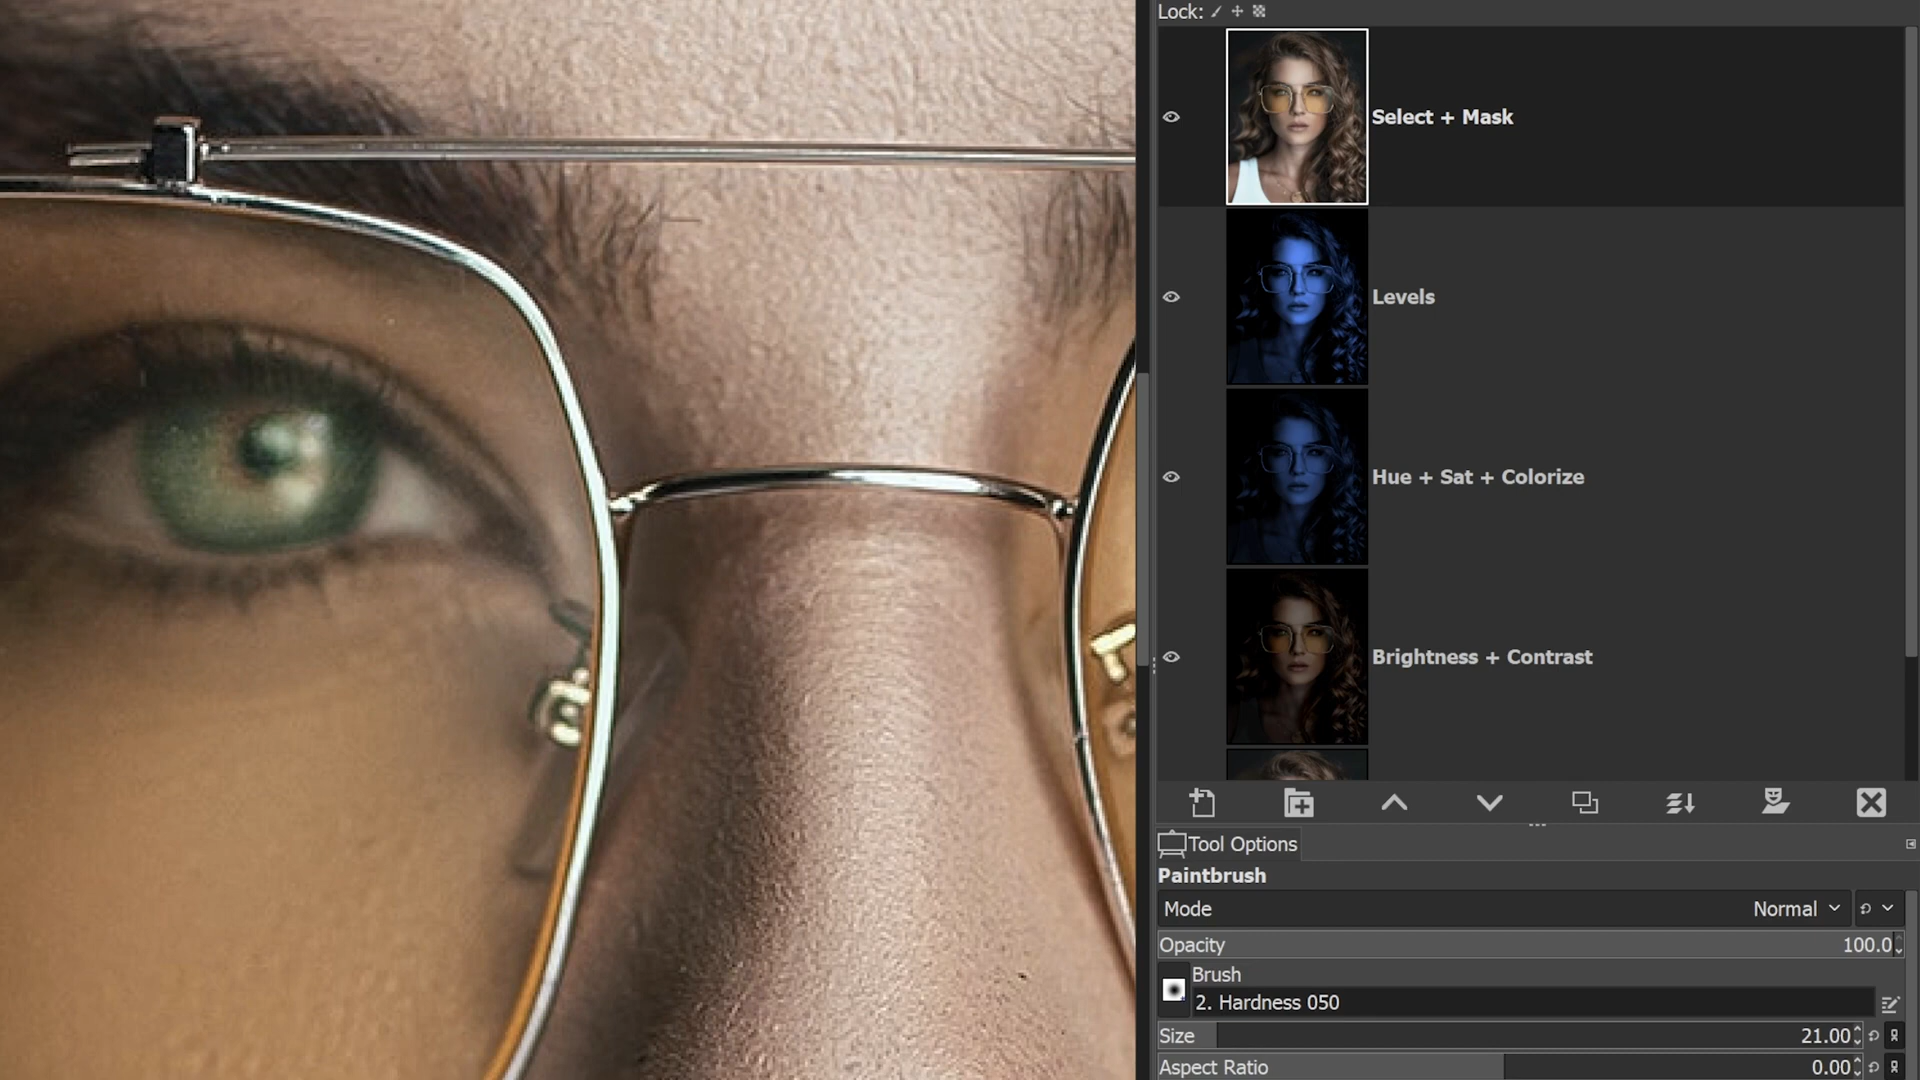 Lock:
Select + Mask
Levels
Hue + Sat + Colorize
Brightness + Contrast
Tool Options
Paintbrush
Mode Normal
Opacity 100.0
Brush
2. Hardness 050
Size 21.00
Aspect Ratio 0.00